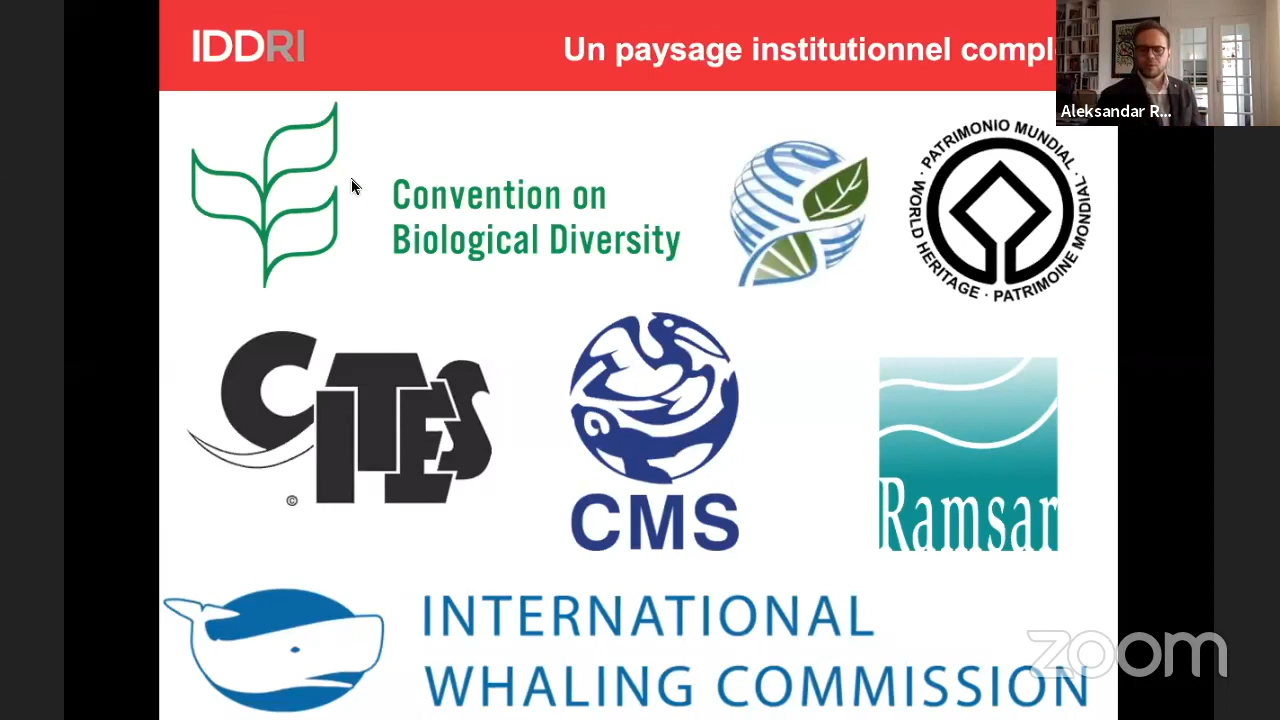 IDDRI
Un paysage institutionnel compl
Aleksandar R...
Convention on
Biological Diversity
· PATRIMONIO MUNDIAL · WORLD HERITAGE · PATRIMOINE MONDIAL
CITES
©
CMS
Ramsar
INTERNATIONAL
WHALING COMMISSION
zoom